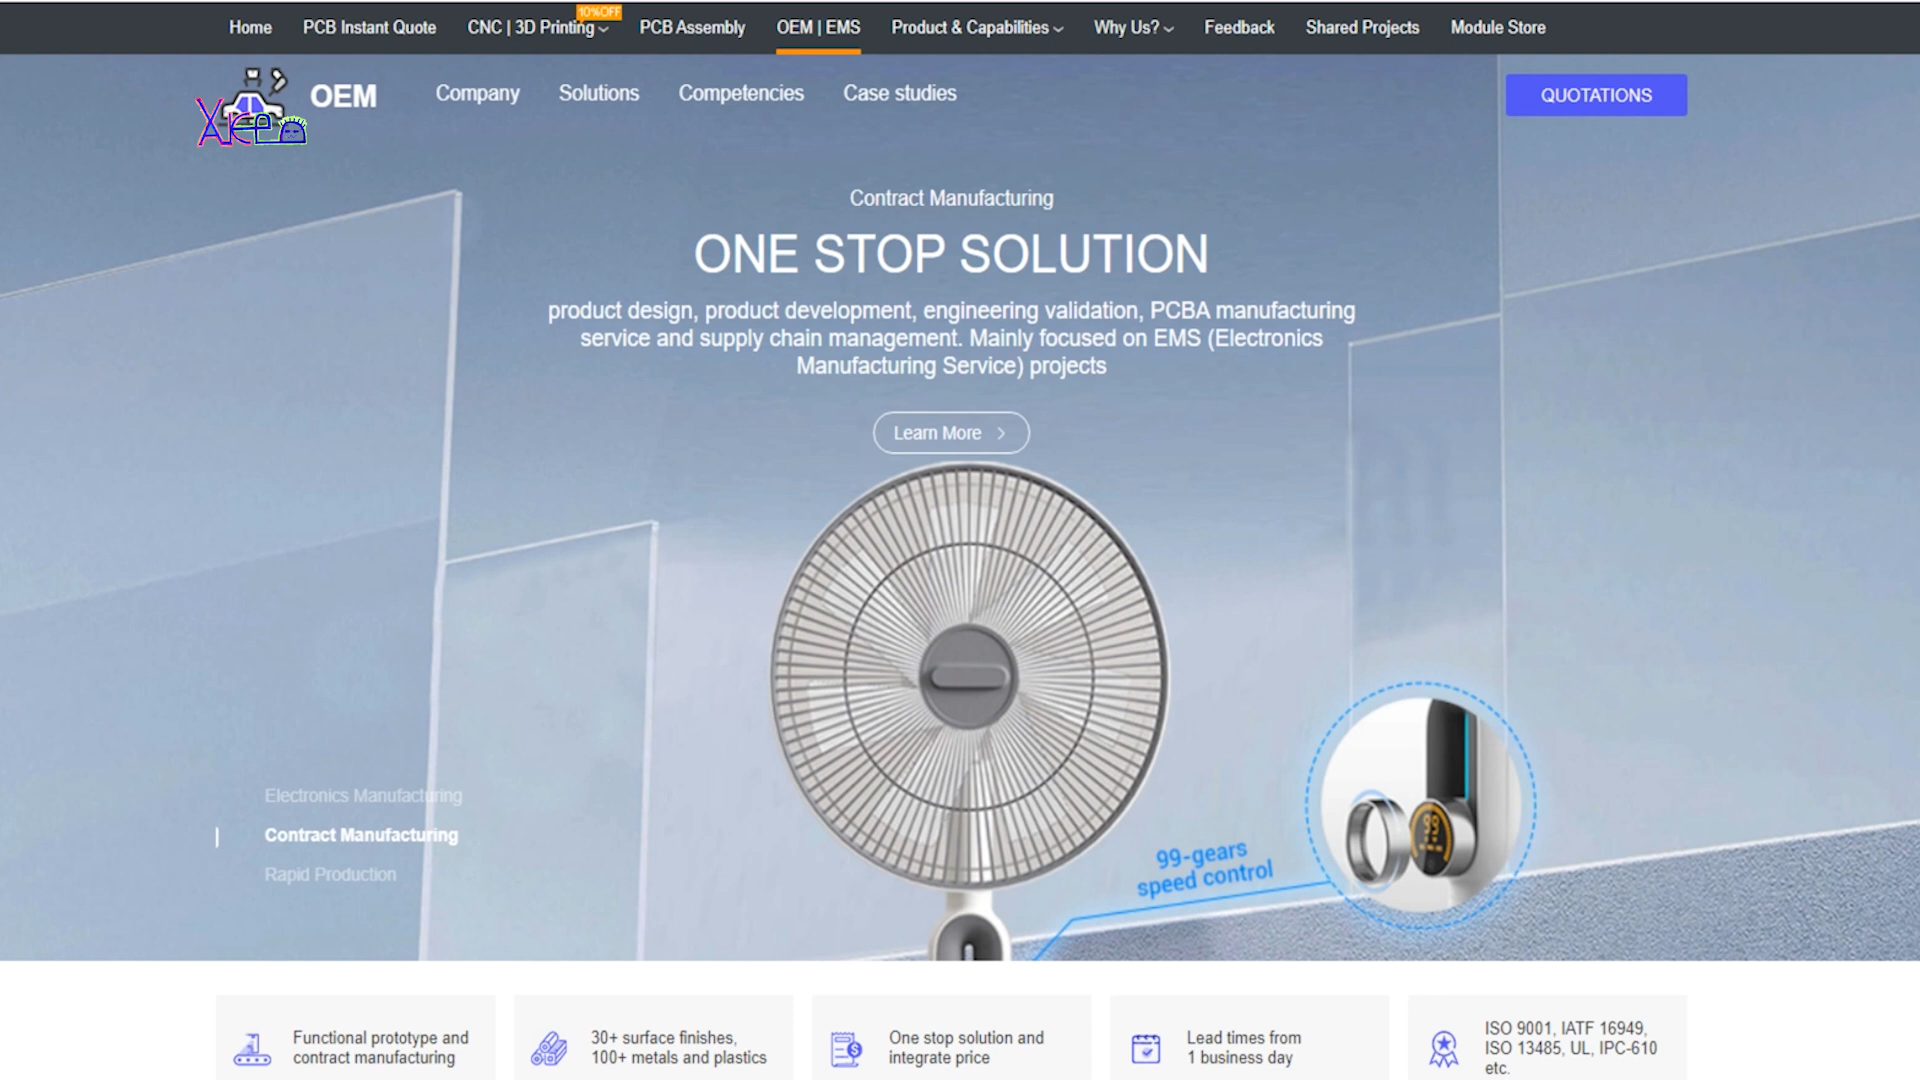 Home PCB Instant Quote CNC | 3D Printing 10%OFF PCB Assembly OEM | EMS Product & Capabilities Why Us? Feedback Shared Projects Module Store
OEM Company Solutions Competencies Case studies QUOTATIONS
Contract Manufacturing
ONE STOP SOLUTION
product design, product development, engineering validation, PCBA manufacturing
service and supply chain management. Mainly focused on EMS (Electronics
Manufacturing Service) projects
Learn More
Electronics Manufacturing
Contract Manufacturing
Rapid Production
99-gears
speed control
Functional prototype and
contract manufacturing
30+ surface finishes,
100+ metals and plastics
One stop solution and
integrate price
Lead times from
1 business day
ISO 9001, IATF 16949,
ISO 13485, UL, IPC-610
etc.